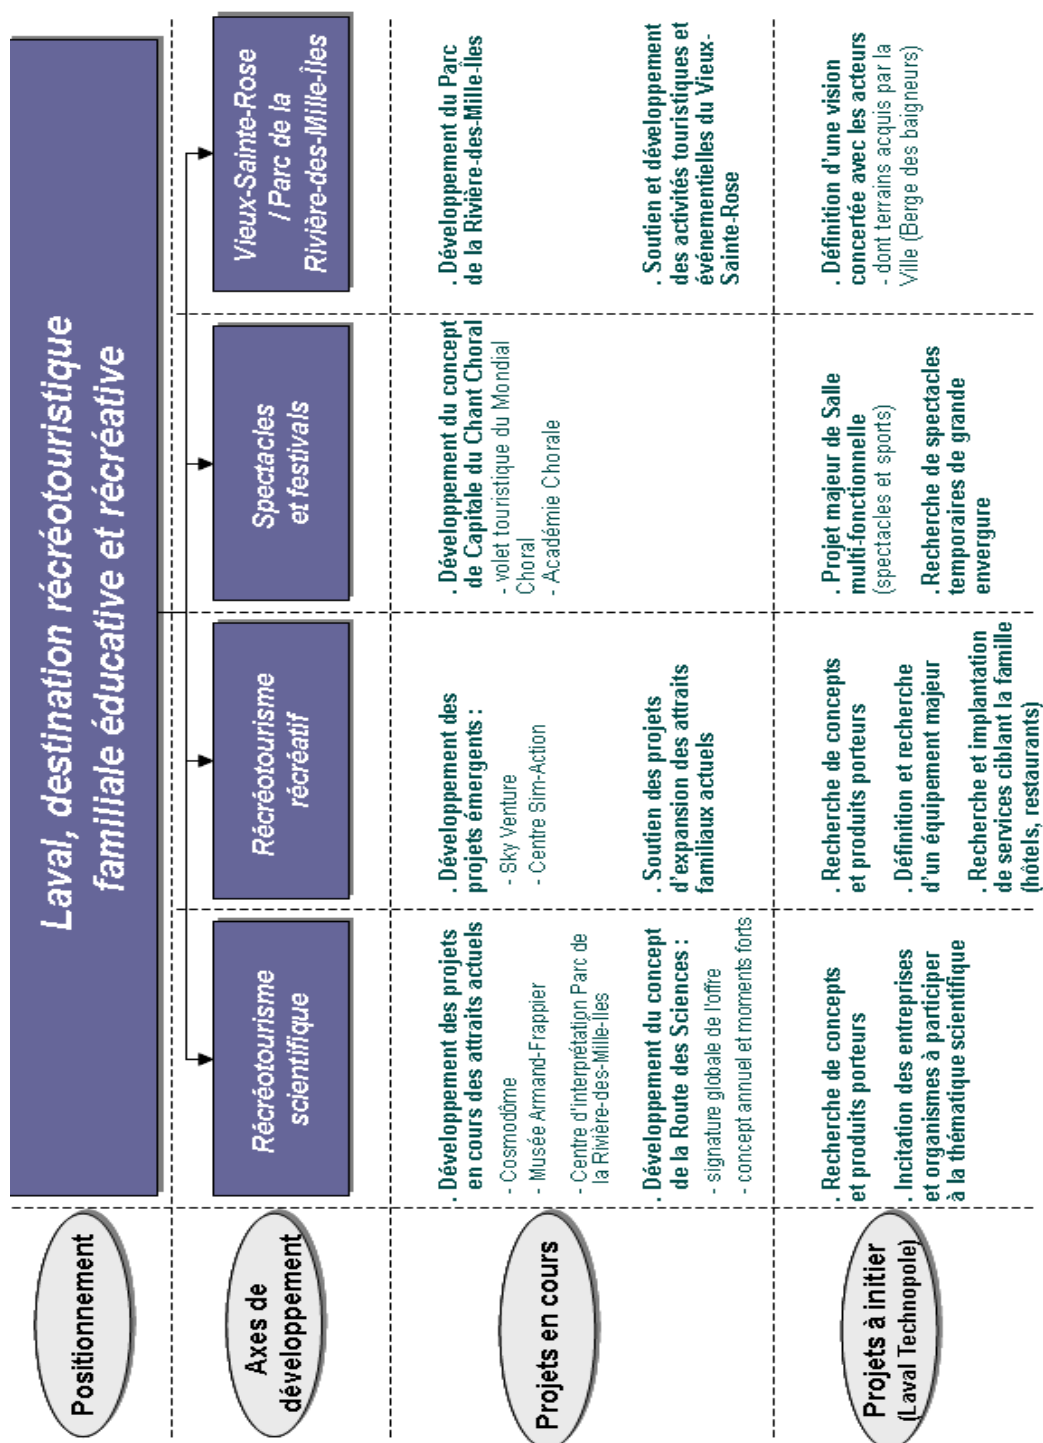 Positionnement
Laval, destination récréotouristique
familiale éducative et récréative
Axes de
développement
Récréotourisme
scientifique
Récréotourisme
récréatif
Spectacles
et festivals
Vieux-Sainte-Rose
/ Parc de la
Rivière-des-Mille-Îles
Projets en cours
. Développement des projets
en cours des attraits actuels
- Cosmodôme
- Musée Armand-Frappier
- Centre d'interprétation Parc de
la Rivière-des-Mille-Iles
. Développement du concept
de la Route des Sciences :
- signature globale de l'offre
- concept annuel et moments forts
. Développement des
projets émergents :
- Sky Venture
- Centre Sim-Action
. Soutien des projets
d'expansion des attraits
familiaux actuels
. Développement du concept
de Capitale du Chant Choral
- volet touristique du Mondial
Choral
- Académie Chorale
. Développement du Parc
de la Rivière-des-Mille-Îles
. Soutien et développement
des activités touristiques et
événementielles du Vieux-
Sainte-Rose
Projets à initier
(Laval Technopole)
. Recherche de concepts
et produits porteurs
. Incitation des entreprises
et organismes à participer
à la thématique scientifique
. Recherche de concepts
et produits porteurs
. Définition et recherche
d'un équipement majeur
. Recherche et implantation
de services ciblant la famille
(hôtels, restaurants)
. Projet majeur de Salle
multi-fonctionnelle
(spectacles et sports)
.Recherche de spectacles
temporaires de grande
envergure
. Définition d'une vision
concertée avec les acteurs
- dont terrains acquis par la
Ville (Berge des baigneurs)